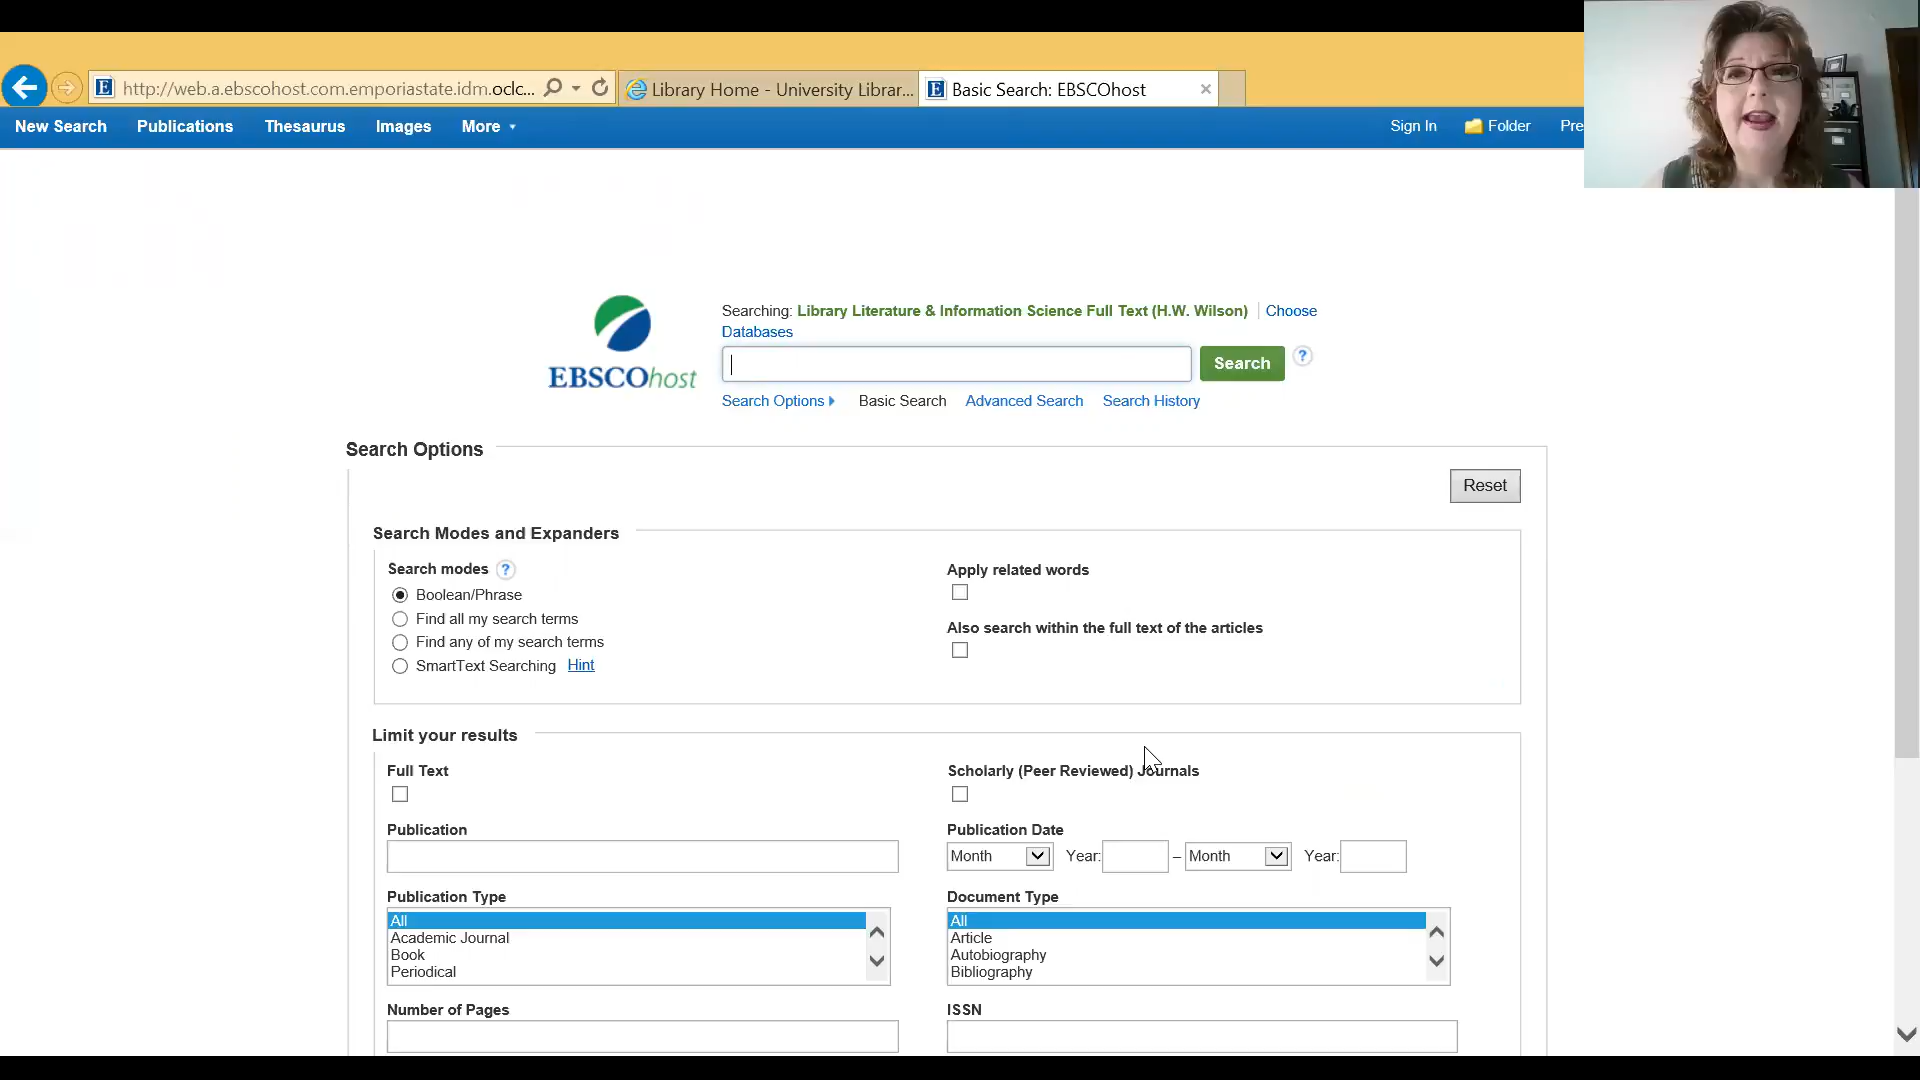 http://web.a.ebscohost.com.emporiastate.idm.oclc...
Library Home - University Librar...
Basic Search: EBSCOhost
New Search Publications Thesaurus Images More
Sign In Folder Pre
EBSCOhost
Searching: Library Literature & Information Science Full Text (H.W. Wilson) Choose
Databases
Search
Search Options Basic Search Advanced Search Search History
Search Options
Reset
Search Modes and Expanders
Search modes
Boolean/Phrase
Find all my search terms
Find any of my search terms
SmartText Searching Hint
Apply related words
Also search within the full text of the articles
Limit your results
Full Text
Scholarly (Peer Reviewed) Journals
Publication
Publication Date
Month Year: – Month Year:
Publication Type
All
Academic Journal
Book
Periodical
Document Type
All
Article
Autobiography
Bibliography
Number of Pages
ISSN